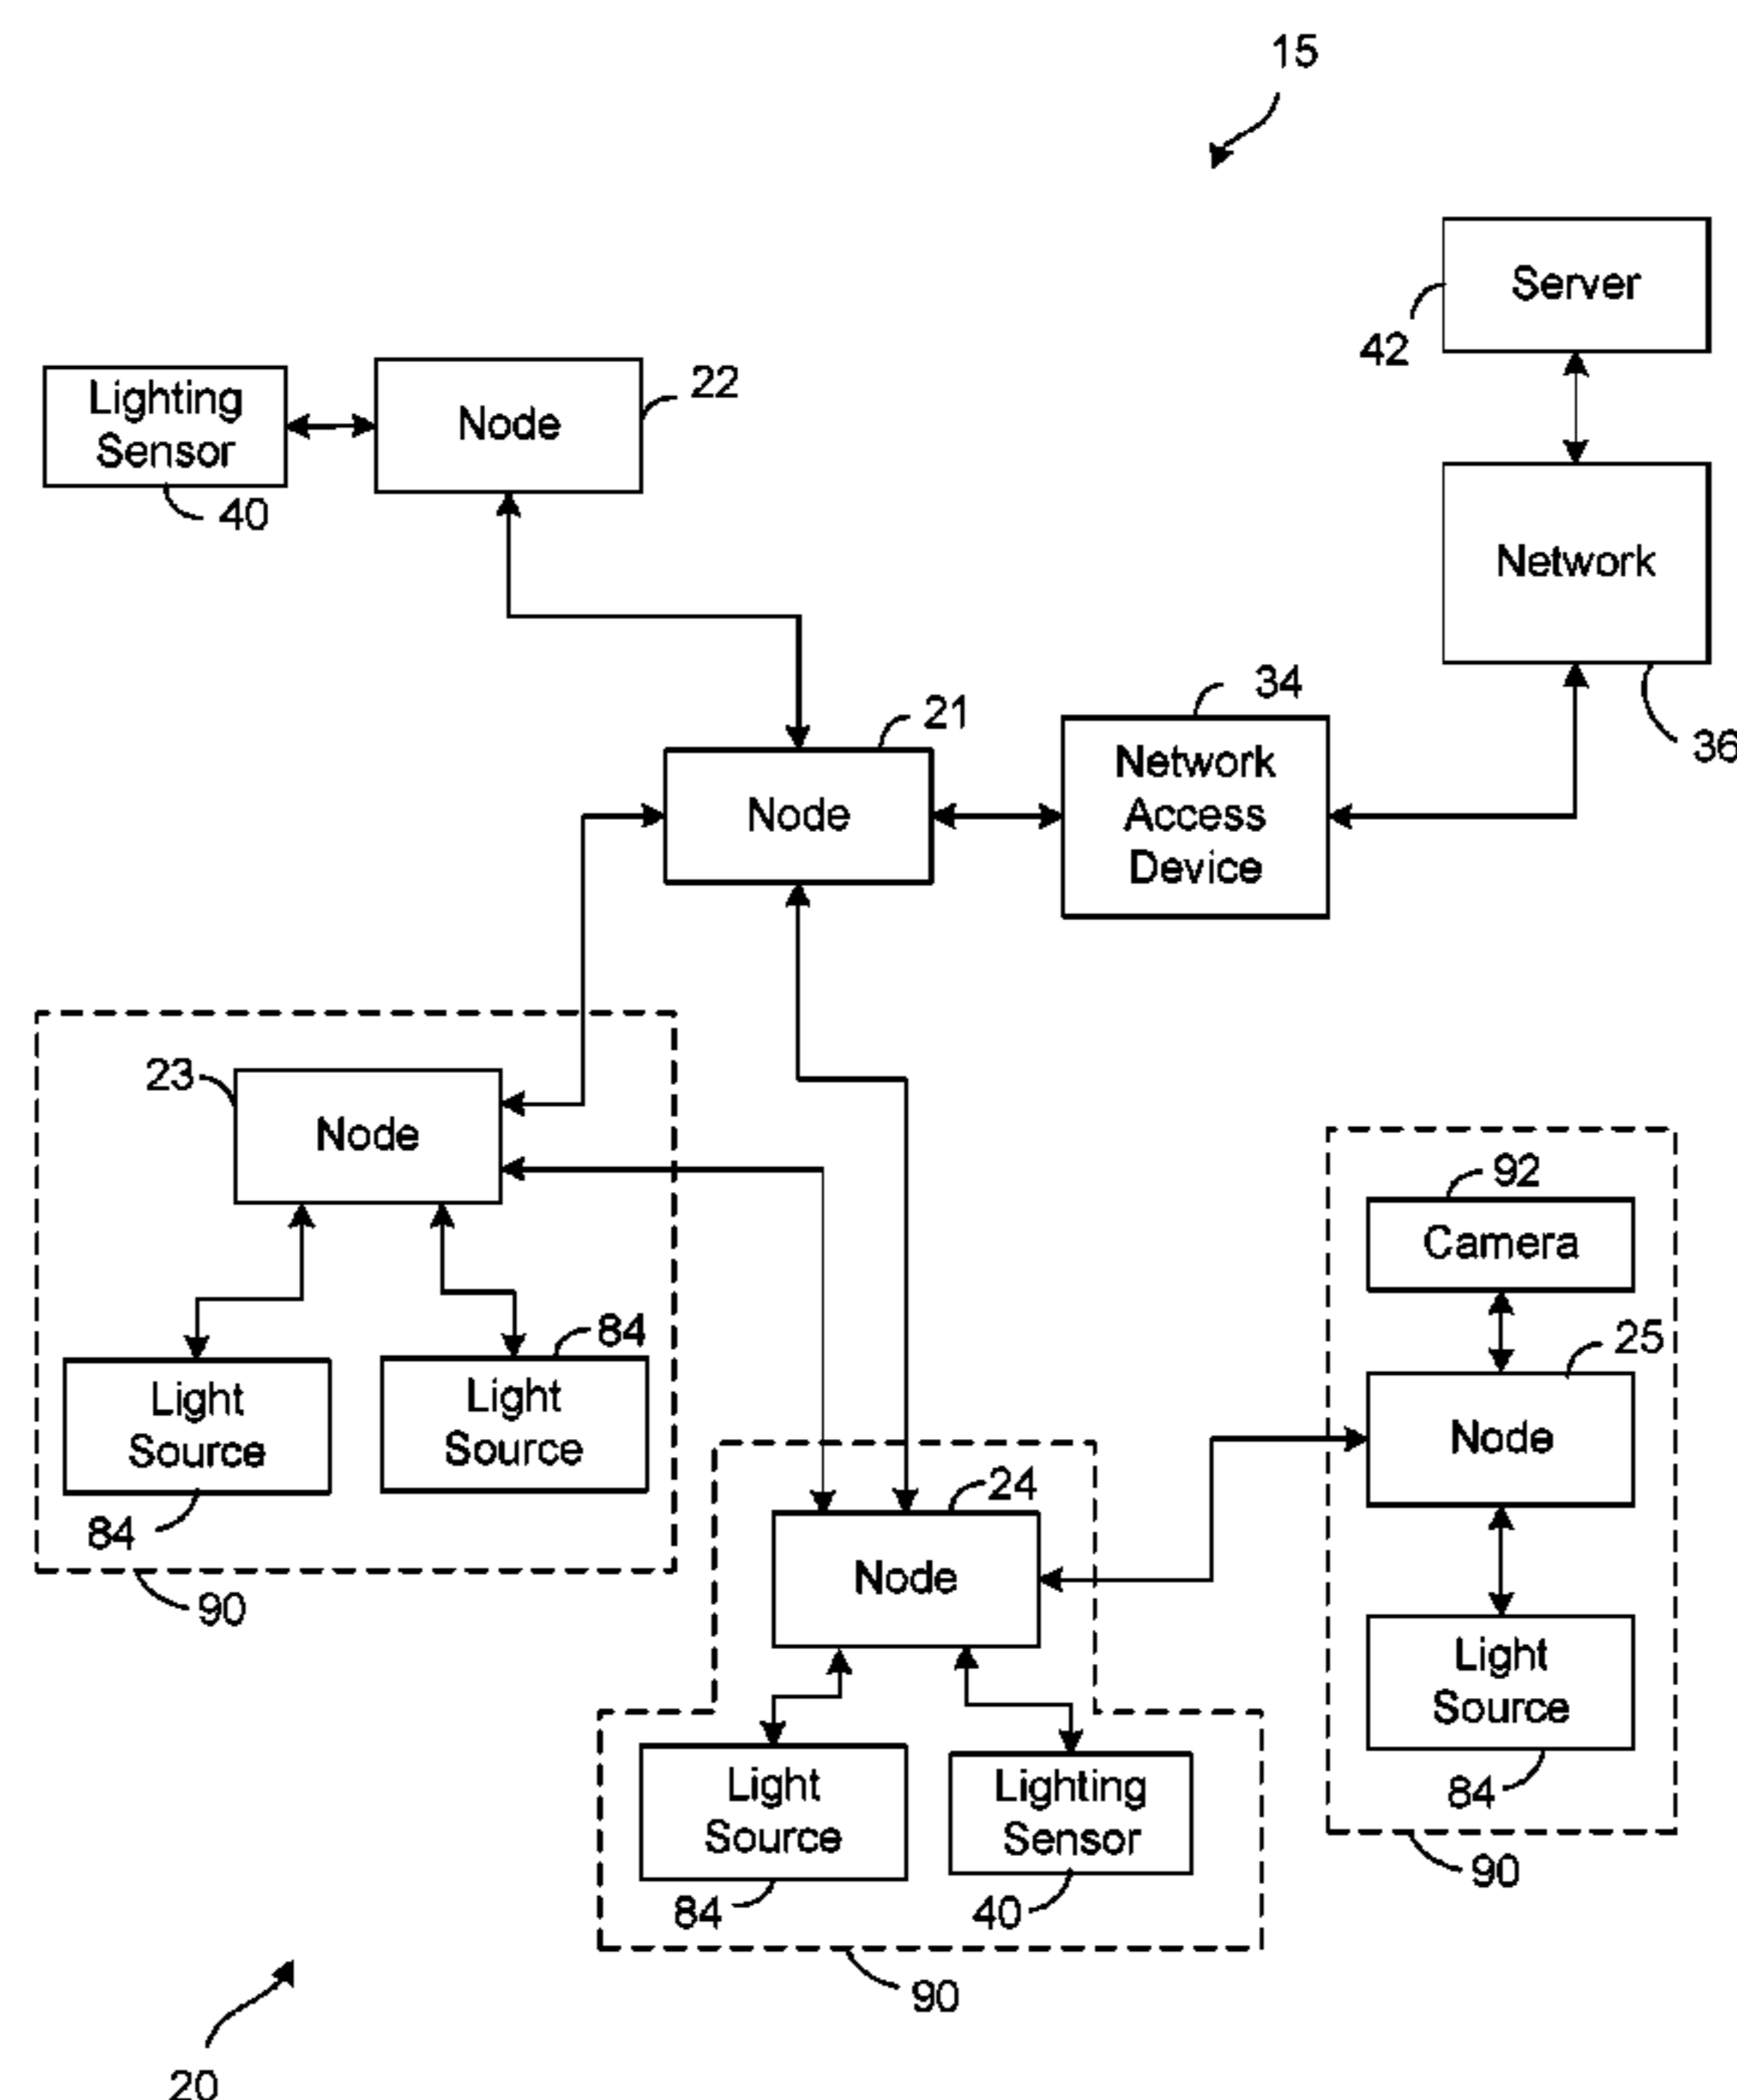 15
Server
42
Lighting
Sensor
40
Node
22
Network
36
34
Network
Access
Device
21
Node
23
Node
84
Light
Source
84
Light
Source
90
92
Camera
25
Node
Light
Source
84
90
24
Node
Light
Source
84
Lighting
Sensor
40
90
20